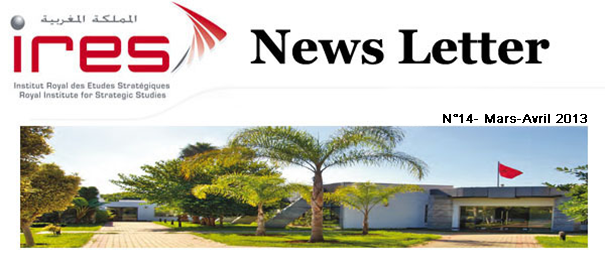 المملكة المغربية
ires
News Letter
Institut Royal des Etudes Stratégiques
Royal Institute for Strategic Studies
N°14- Mars-Avril 2013